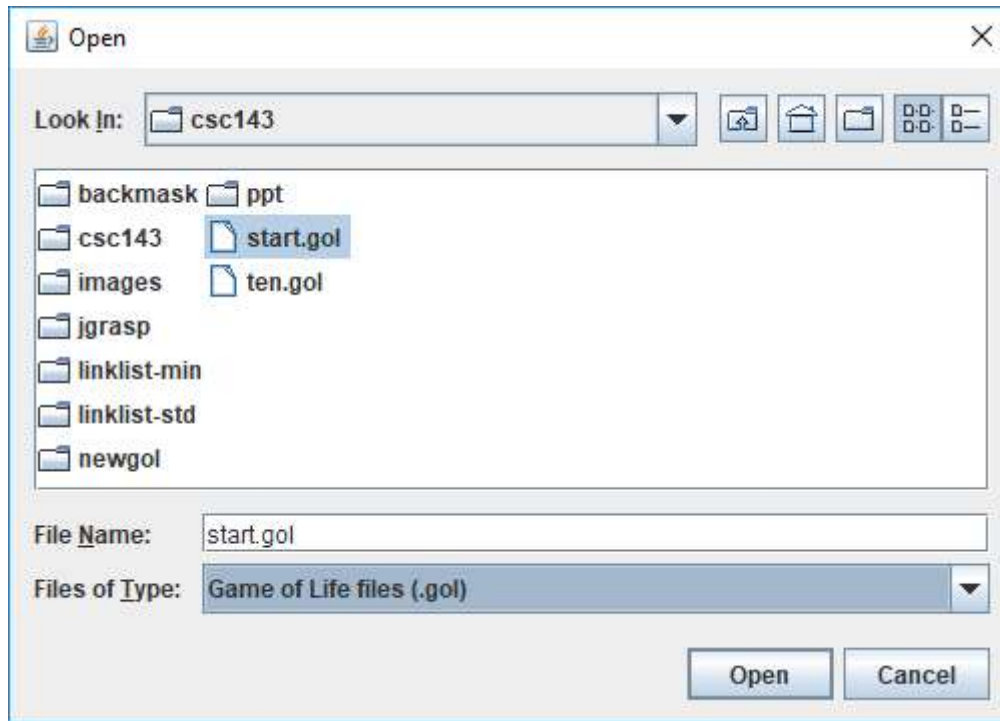 Open
Look In: csc143
backmask ppt
csc143 start.gol
images ten.gol
jgrasp
linklist-min
linklist-std
newgol
File Name: start.gol
Files of Type: Game of Life files (.gol)
Open Cancel